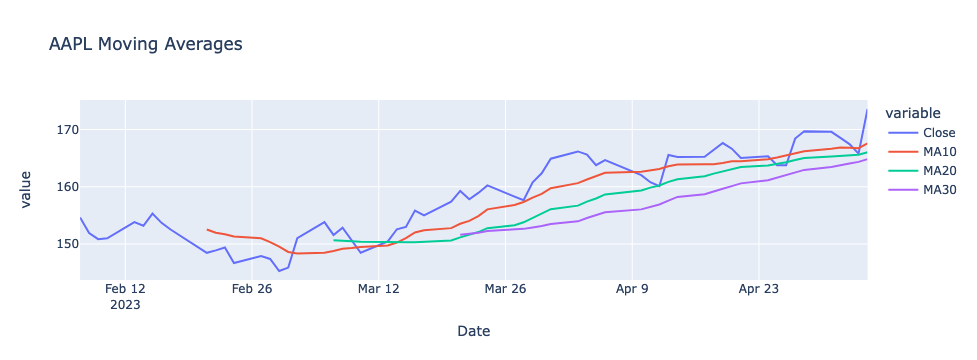 AAPL Moving Averages
value
170
160
150
Feb 12
2023
Feb 26
Mar 12
Mar 26
Apr 9
Apr 23
Date
variable
Close
MA10
MA20
MA30